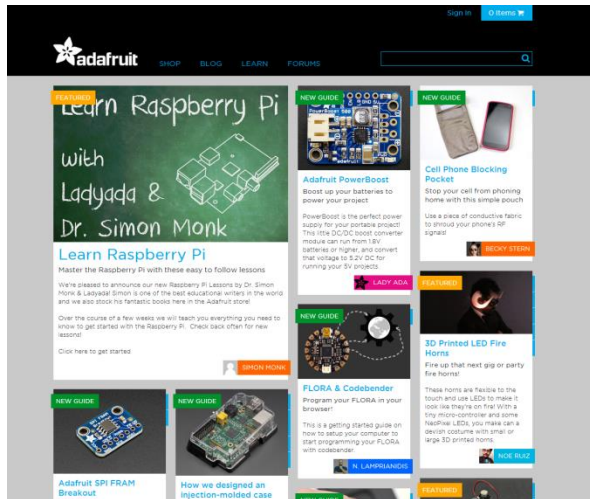 Sign In
0 Items
adafruit
SHOP
BLOG
LEARN
FORUMS
FEATURED
Learn Raspberry Pi
with
Ladyada &
Dr. Simon Monk
Learn Raspberry Pi
Master the Raspberry Pi with these easy to follow lessons
We're pleased to announce our new Raspberry Pi Lessons by Dr. Simon
Monk & Ladyada! Simon is one of the best educational writers in the world
and we also stock his fantastic books here in the Adafruit store!
Over the course of a few weeks we will teach you everything you need to
know to get started with the Raspberry Pi. Check back often for new
lessons!
Click here to get started
SIMON MONK
NEW GUIDE
Adafruit SPI FRAM
Breakout
NEW GUIDE
How we designed an
injection-molded case
NEW GUIDE
Adafruit PowerBoost
Boost up your batteries to
power your project
PowerBoost is the perfect power
supply for your portable project!
This little DC/DC boost converter
module can run from 1.8V
batteries or higher, and convert
that voltage to 5.2V DC for
running your 5V projects
LADY ADA
NEW GUIDE
FLORA & Codebender
Program your FLORA in your
browser!
This is a getting started guide on
how to setup your computer to
start programming your FLORA
with codebender
N. LAMPRIANIDIS
NEW GUIDE
Cell Phone Blocking
Pocket
Stop your cell from phoning
home with this simple pouch
Use a piece of conductive fabric
to shroud your phone's RF
signals!
BECKY STERN
FEATURED
3D Printed LED Fire
Horns
Fire up that next gig or party
fire horns!
These horns are flexible to the
touch and use LEDs to make it
look like they're on fire! With a
tiny micro-controller and some
NeoPixel LEDs, you make can a
devilish costume with small or
large 3D printed horns.
NOE RUIZ
FEATURED